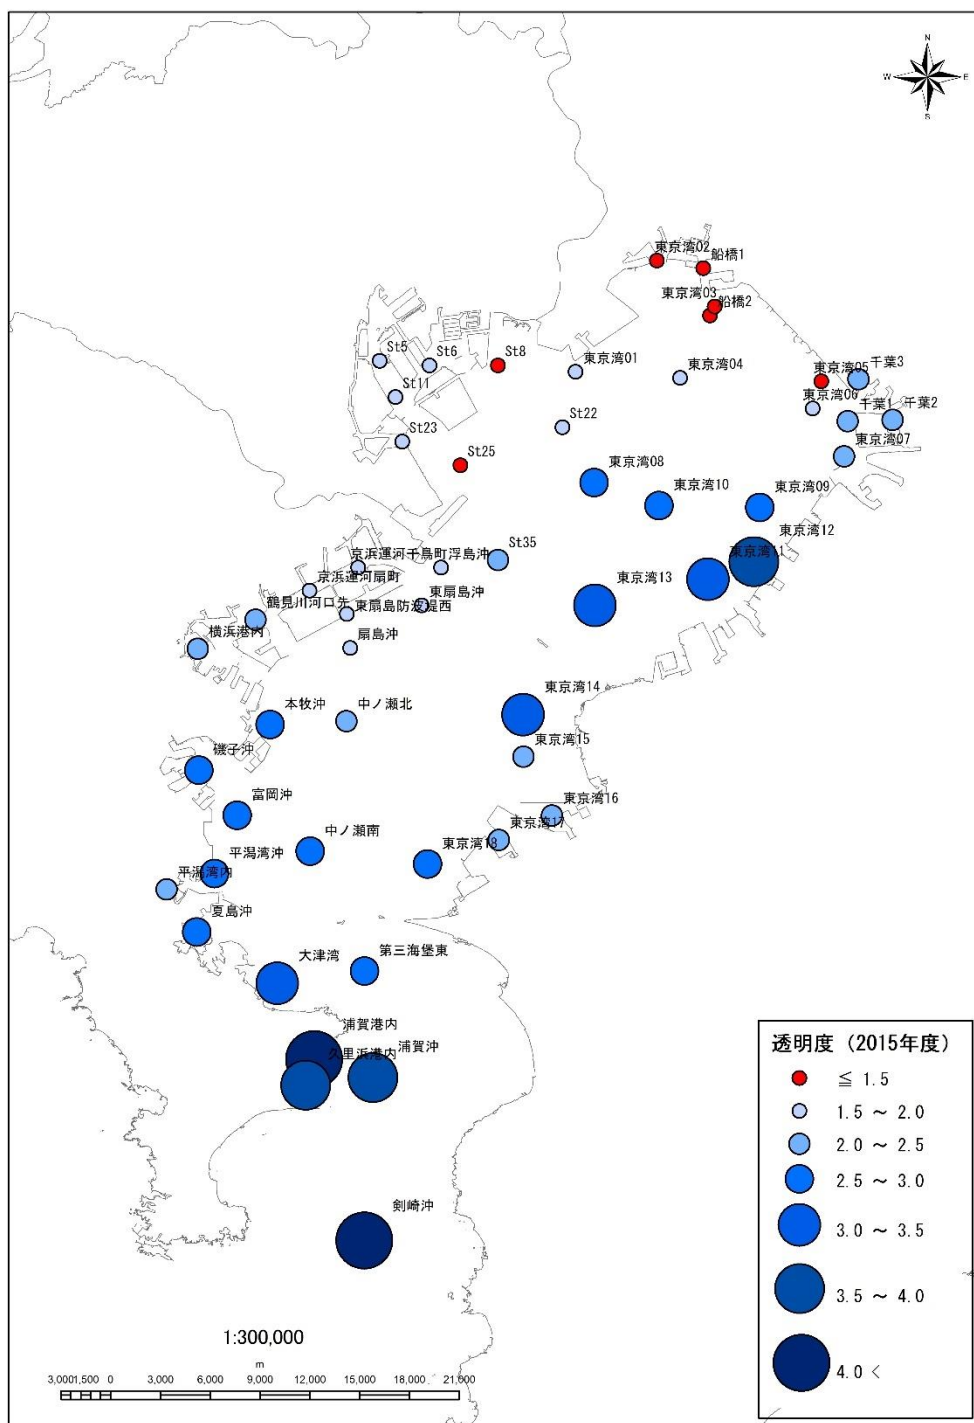 N
W
E
S
東京湾02
船橋1
東京湾03
船橋2
St5
St6
St8
東京湾01
東京湾04
東京湾05
千葉3
St11
東京湾06
千葉1
千葉2
St22
St23
東京湾07
St25
東京湾08
東京湾10
東京湾09
東京湾12
St35
京浜運河千鳥町
浮島沖
東京湾11
京浜運河扇町
東京湾13
鶴見川河口先
東扇島防波堤西
東扇島沖
横浜港内
扇島沖
東京湾14
本牧沖
中ノ瀬北
東京湾15
磯子沖
富岡沖
東京湾16
東京湾17
中ノ瀬南
東京湾18
平潟湾沖
平潟湾内
夏島沖
大津湾
第三海堡東
浦賀港内
浦賀沖
久里浜港内
剣崎沖
透明度（2015年度）
≦ 1.5
1.5 ～ 2.0
2.0 ～ 2.5
2.5 ～ 3.0
3.0 ～ 3.5
3.5 ～ 4.0
4.0 <
1:300,000
m
3,0001,500 0 3,000 6,000 9,000 12,000 15,000 18,000 21,000